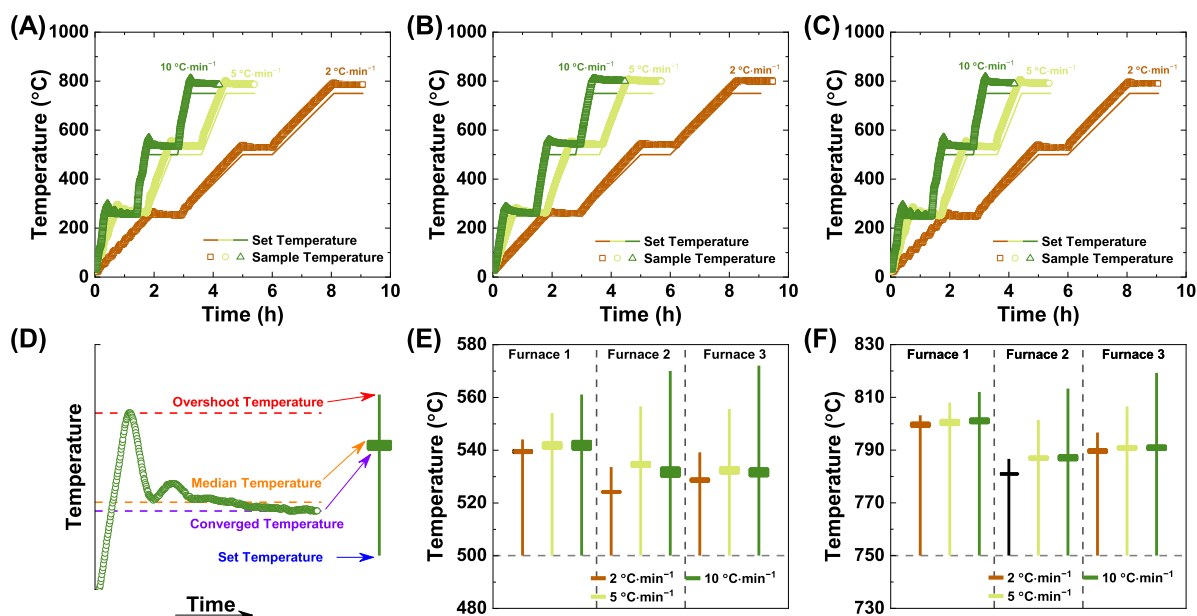 (A)
1000
800
600
400
200
0
Temperature (°C)
10 °C·min⁻¹
5 °C·min⁻¹
2 °C·min⁻¹
Set Temperature
Sample Temperature
0 2 4 6 8 10
Time (h)
(B)
1000
800
600
400
200
0
Temperature (°C)
10 °C·min⁻¹
5 °C·min⁻¹
2 °C·min⁻¹
Set Temperature
Sample Temperature
0 2 4 6 8 10
Time (h)
(C)
1000
800
600
400
200
0
Temperature (°C)
10 °C·min⁻¹
5 °C·min⁻¹
2 °C·min⁻¹
Set Temperature
Sample Temperature
0 2 4 6 8 10
Time (h)
(D)
Temperature
Overshoot Temperature
Median Temperature
Converged Temperature
Set Temperature
Time
(E)
580
560
540
520
500
480
Temperature (°C)
Furnace 1 Furnace 2 Furnace 3
2 °C·min⁻¹ 10 °C·min⁻¹
5 °C·min⁻¹
(F)
830
810
790
770
750
730
Temperature (°C)
Furnace 1 Furnace 2 Furnace 3
2 °C·min⁻¹ 10 °C·min⁻¹
5 °C·min⁻¹